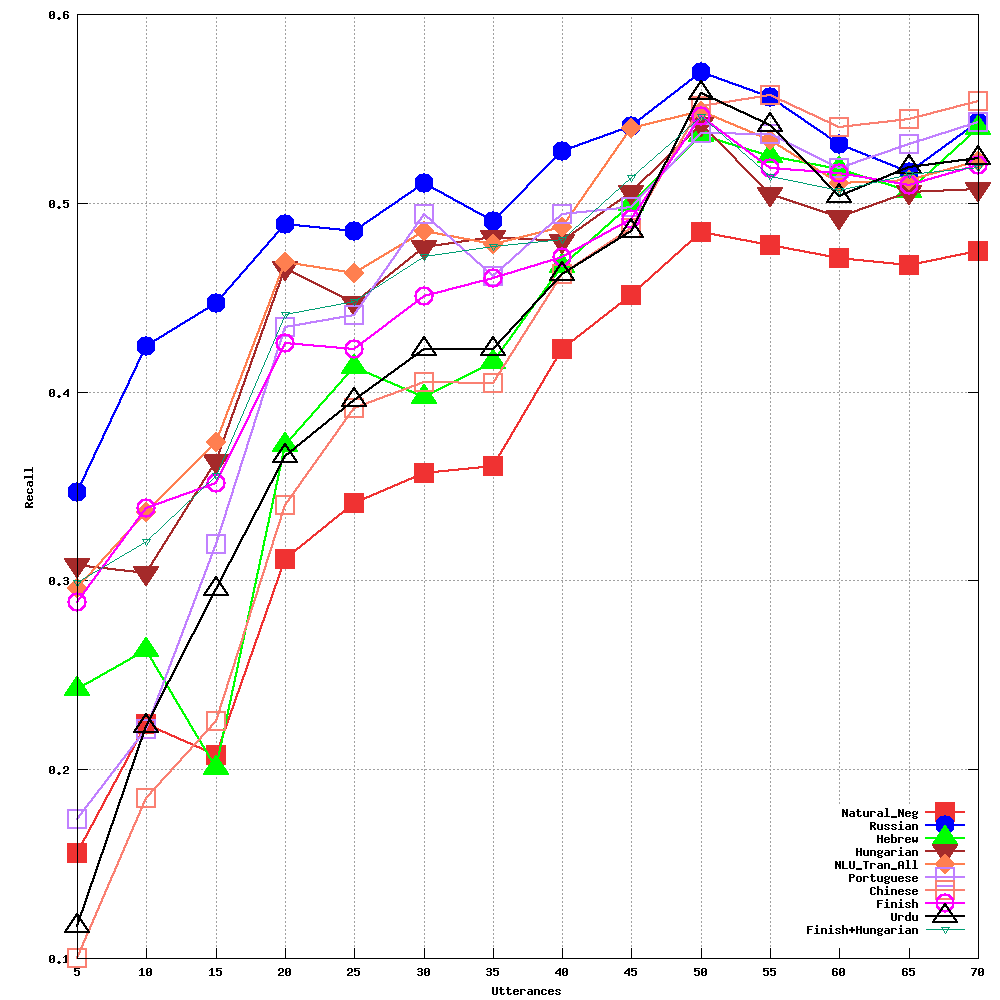 0.6
0.5
0.4
0.3
0.2
0.1
Recall
5 10 15 20 25 30 35 40 45 50 55 60 65 70
Utterances
Natural_Neg
Russian
Hebrew
Hungarian
NLU_Tran_All
Portuguese
Chinese
Finish
Urdu
Finish+Hungarian